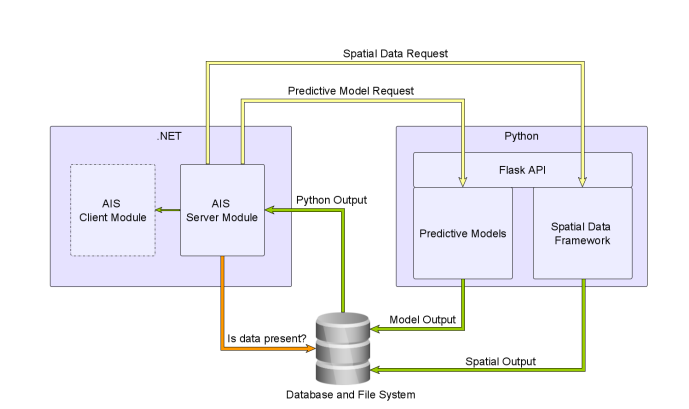 Spatial Data Request
Predictive Model Request
.NET
Python
Flask API
AIS
Client Module
AIS
Server Module
Python Output
Predictive Models
Spatial Data
Framework
Model Output
Is data present?
Spatial Output
Database and File System